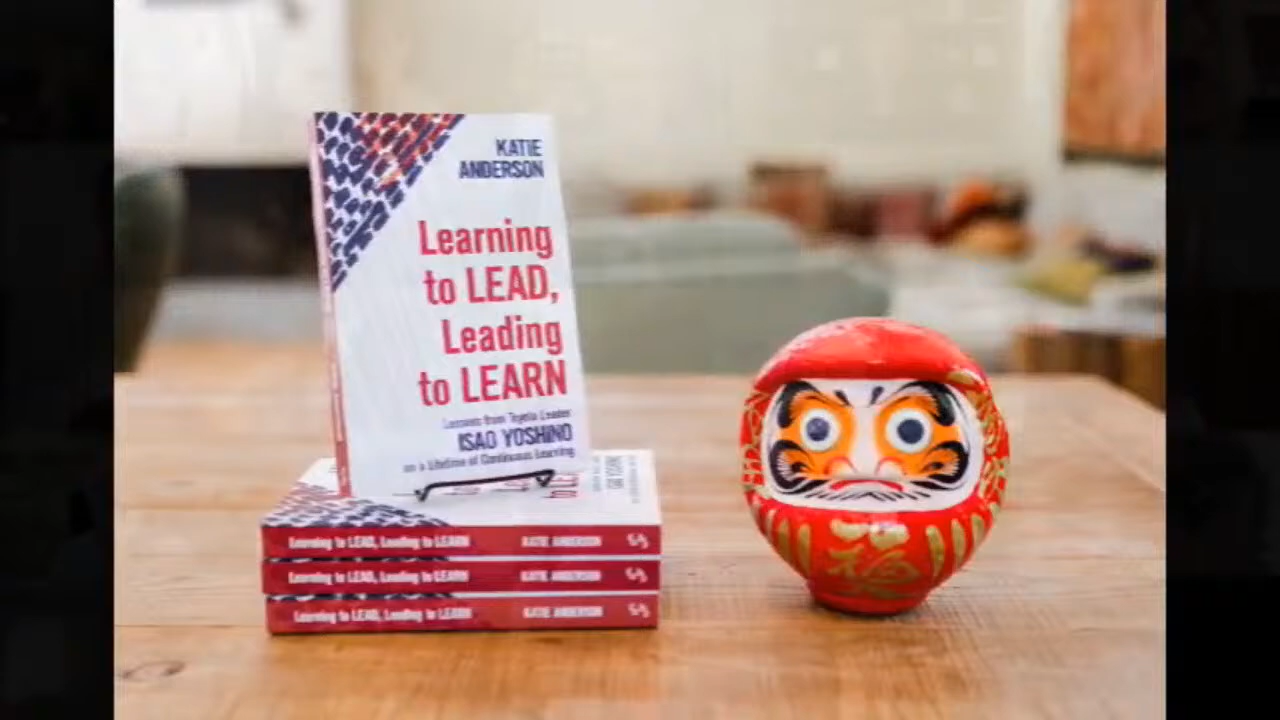 KATIE
ANDERSON
Learning
to LEAD,
Leading
to LEARN
Lessons from Toyota Leader
ISAO YOSHINO
on a Lifetime of Continuous Learning
Learning to LEAD, Leading to LEARN KATIE ANDERSON
Learning to LEAD, Leading to LEARN KATIE ANDERSON
Learning to LEAD, Leading to LEARN KATIE ANDERSON
福